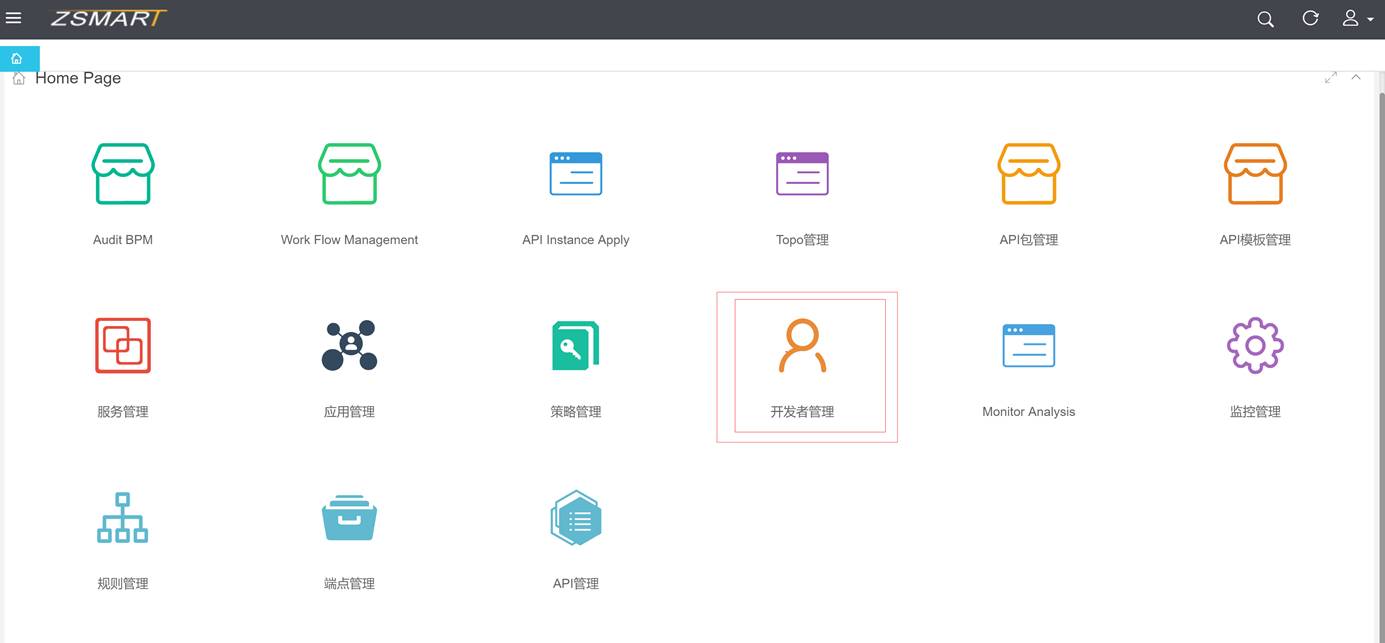 ZSMART
Home Page
Audit BPM
Work Flow Management
API Instance Apply
Topo管理
API包管理
API模板管理
服务管理
应用管理
策略管理
开发者管理
Monitor Analysis
监控管理
规则管理
端点管理
API管理